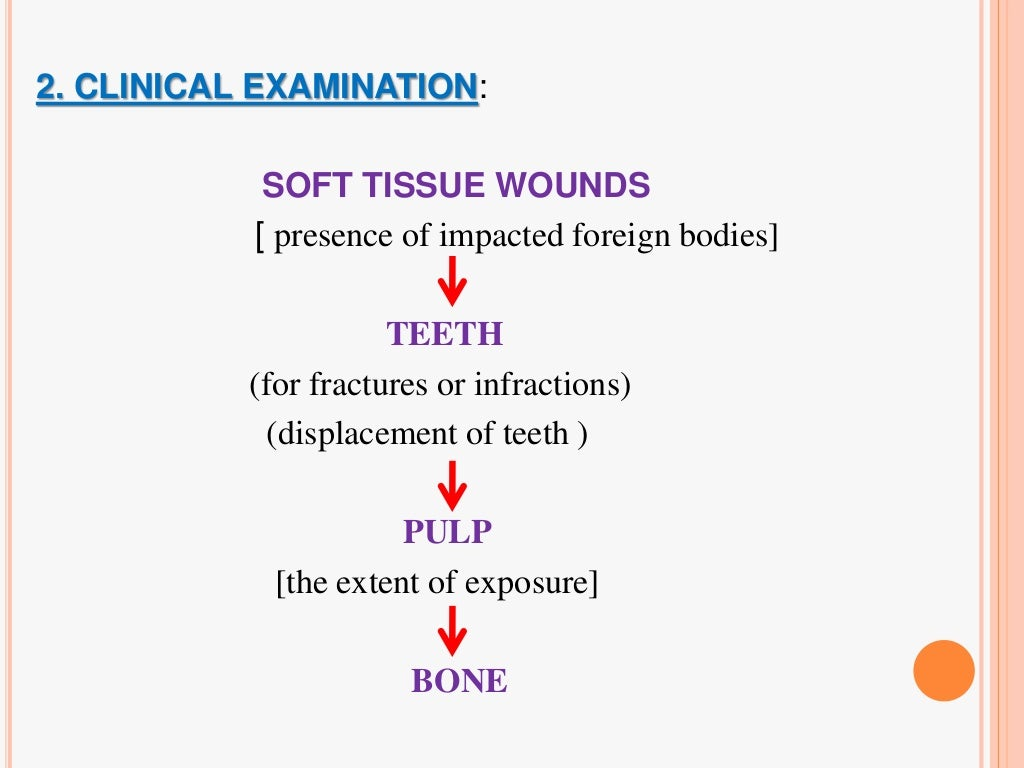 2. CLINICAL EXAMINATION:
SOFT TISSUE WOUNDS
[ presence of impacted foreign bodies]
TEETH
(for fractures or infractions)
(displacement of teeth )
PULP
[the extent of exposure]
BONE